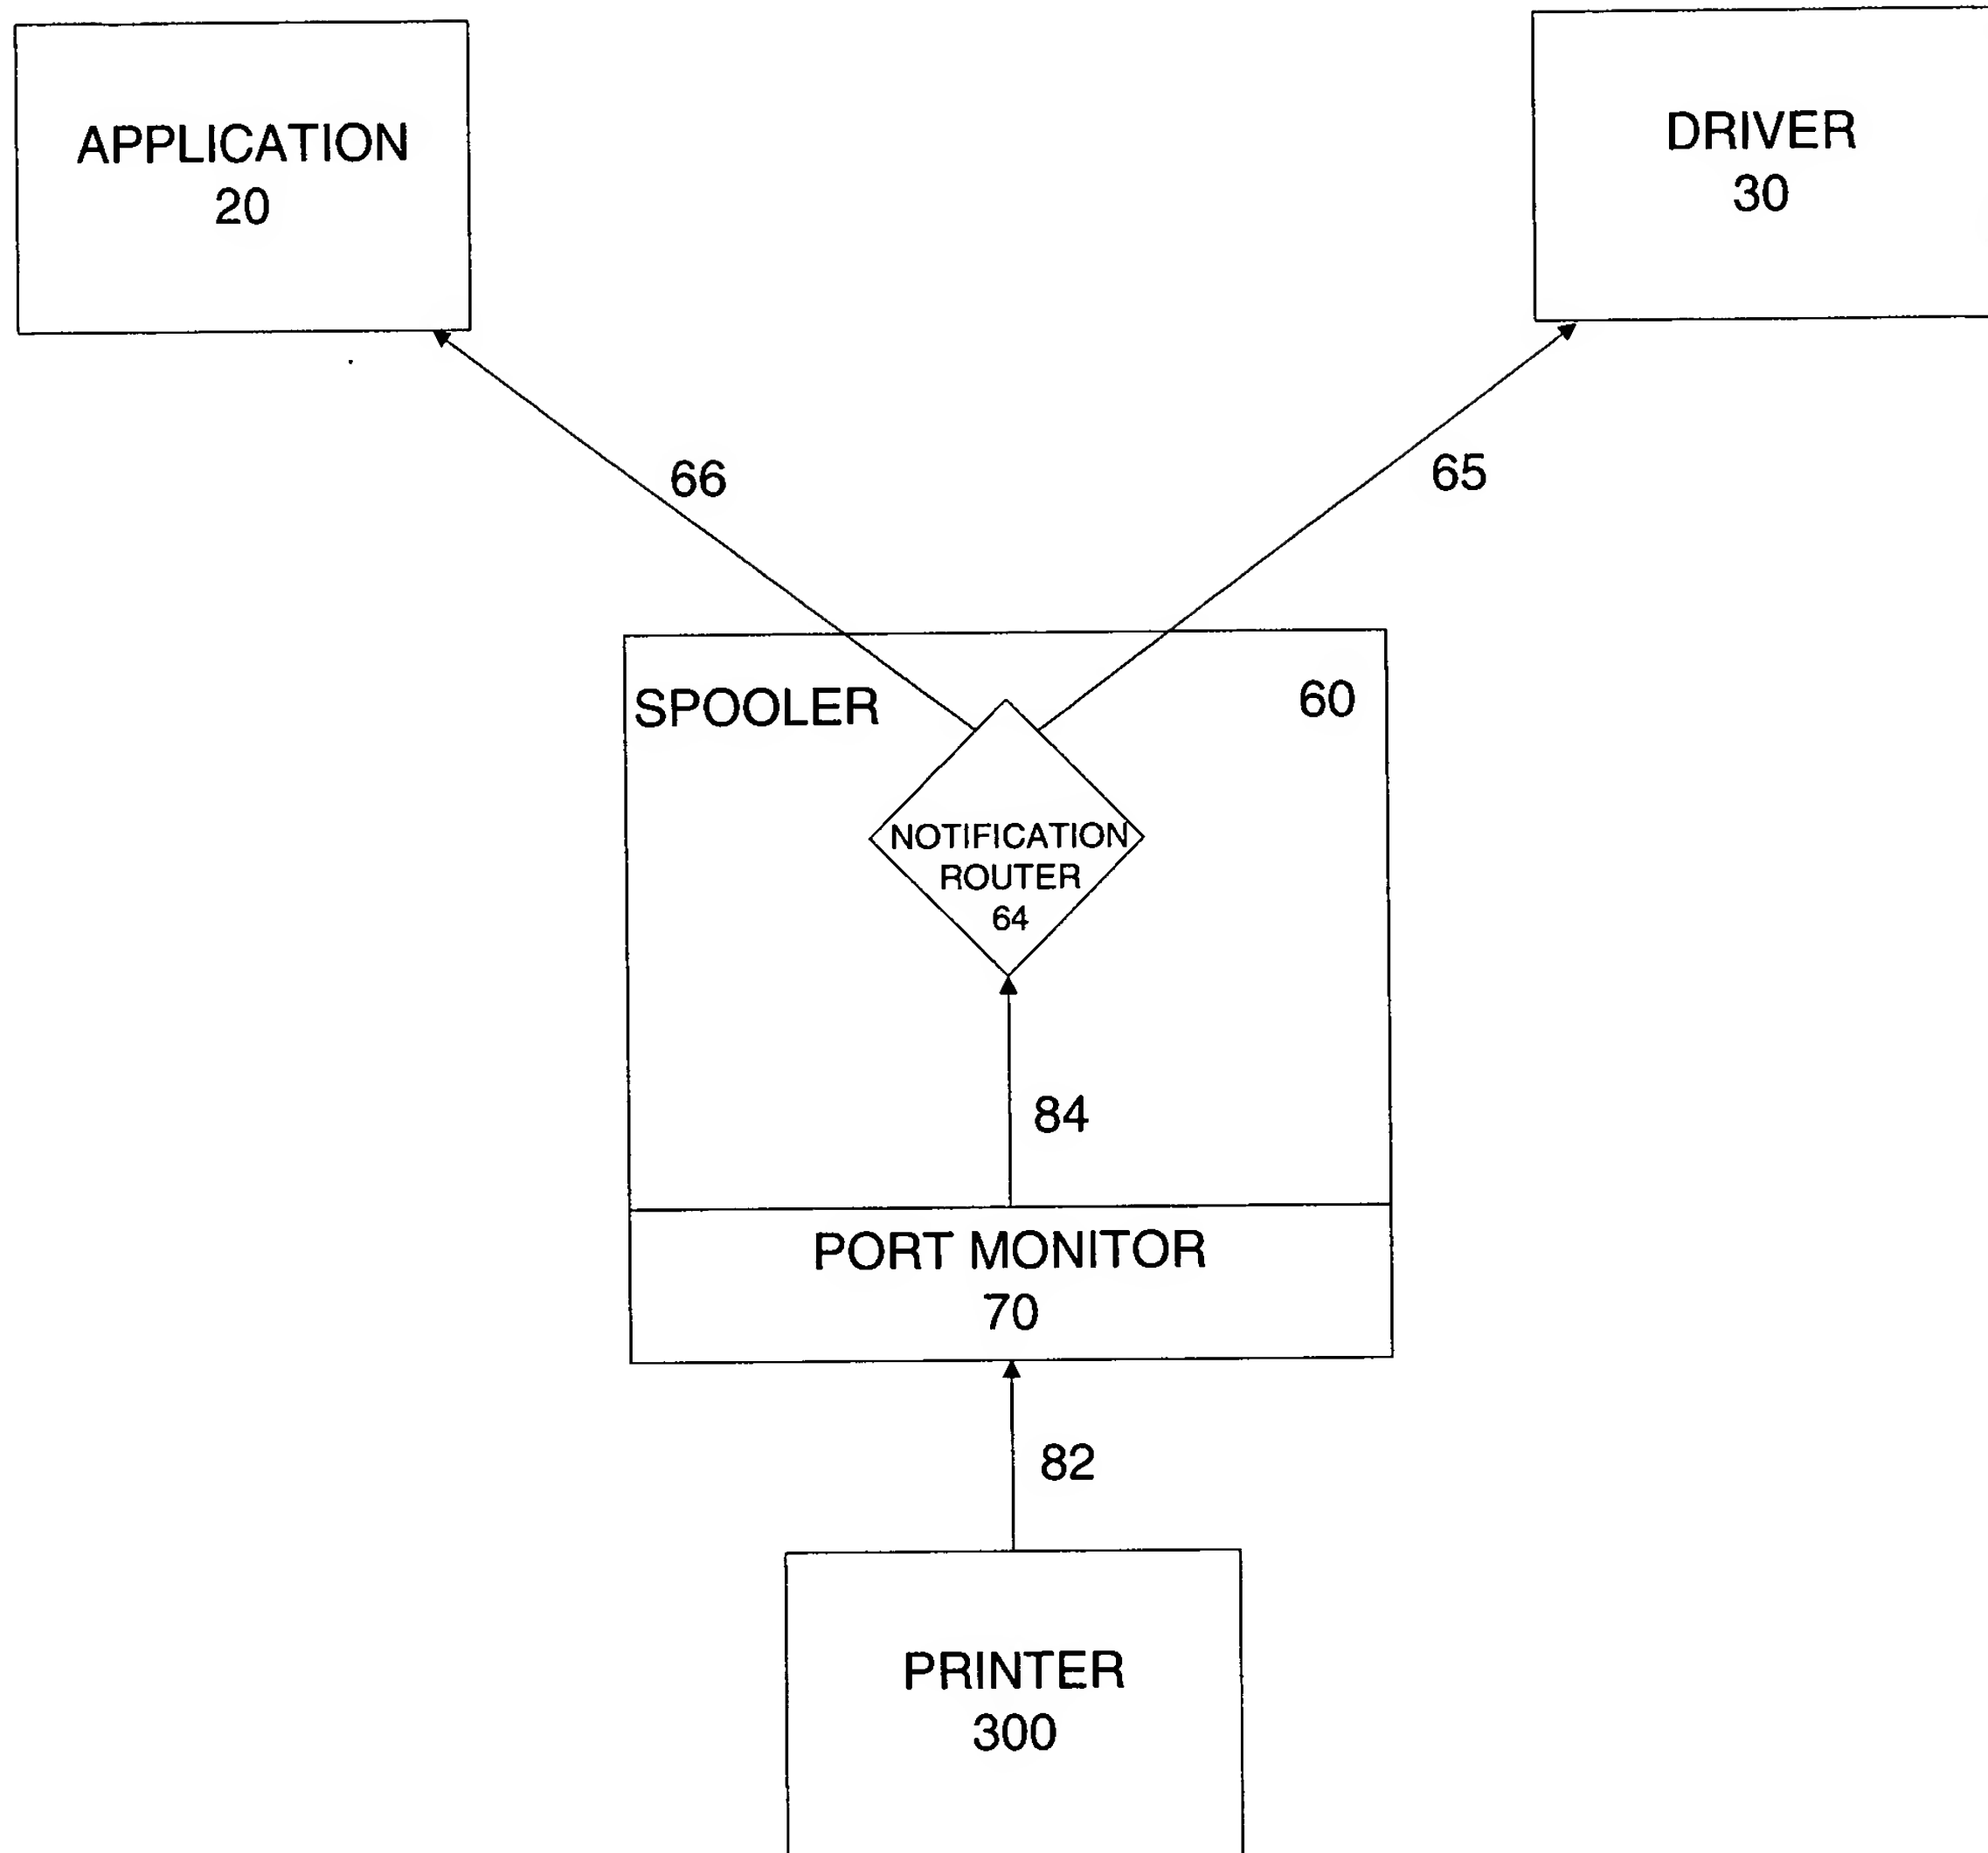 APPLICATION
20
DRIVER
30
66
65
SPOOLER
60
NOTIFICATION
ROUTER
64
84
PORT MONITOR
70
82
PRINTER
300